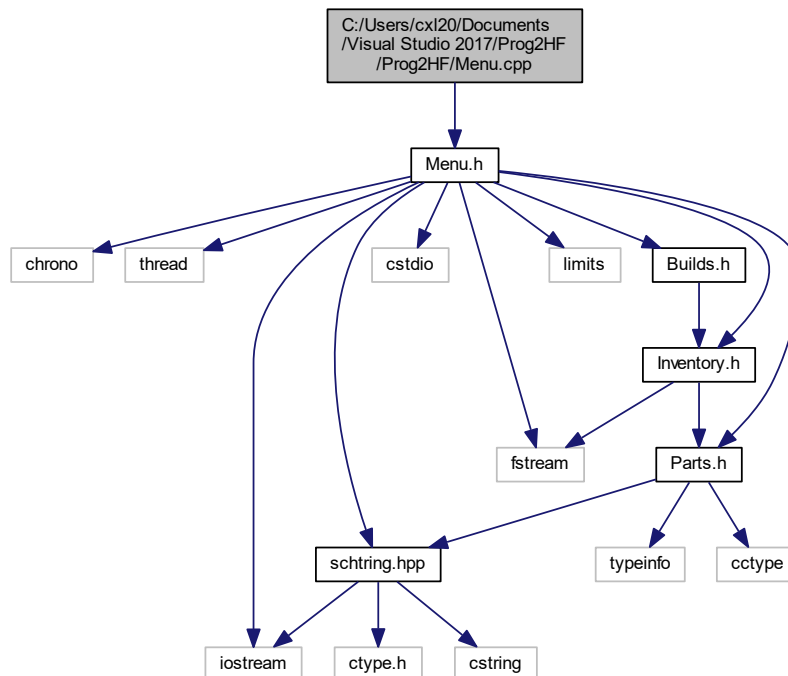 C:/Users/cxl20/Documents
/Visual Studio 2017/Prog2HF
/Prog2HF/Menu.cpp
Menu.h
chrono
thread
cstdio
limits
Builds.h
Inventory.h
fstream
Parts.h
schtring.hpp
typeinfo
cctype
iostream
ctype.h
cstring